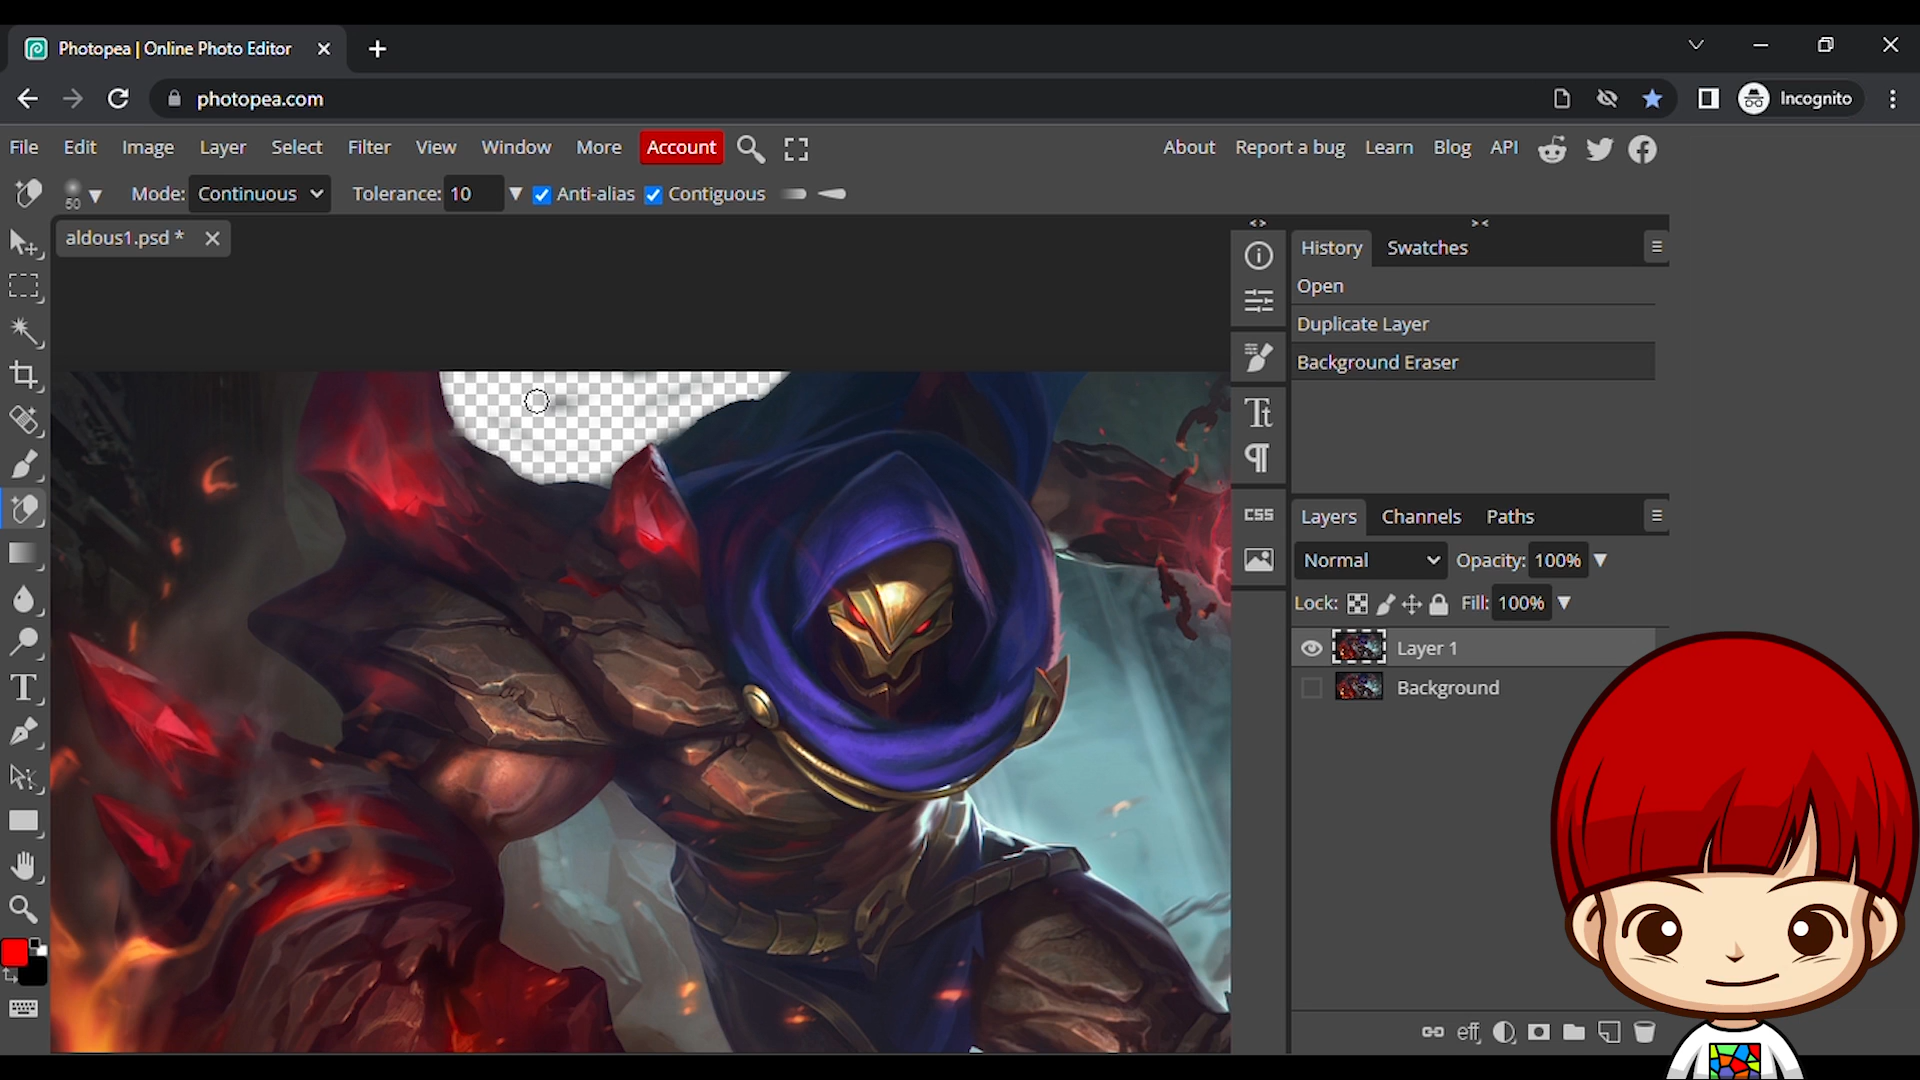 Photopea | Online Photo Editor
photopea.com
Incognito
File Edit Image Layer Select Filter View Window More Account About Report a bug Learn Blog API
50 Mode: Continuous Tolerance: 10 Anti-alias Contiguous
aldous1.psd *
History Swatches
Open
Duplicate Layer
Background Eraser
CSS
Layers Channels Paths
Normal Opacity: 100%
Lock: Fill: 100%
Layer 1
Background
eff